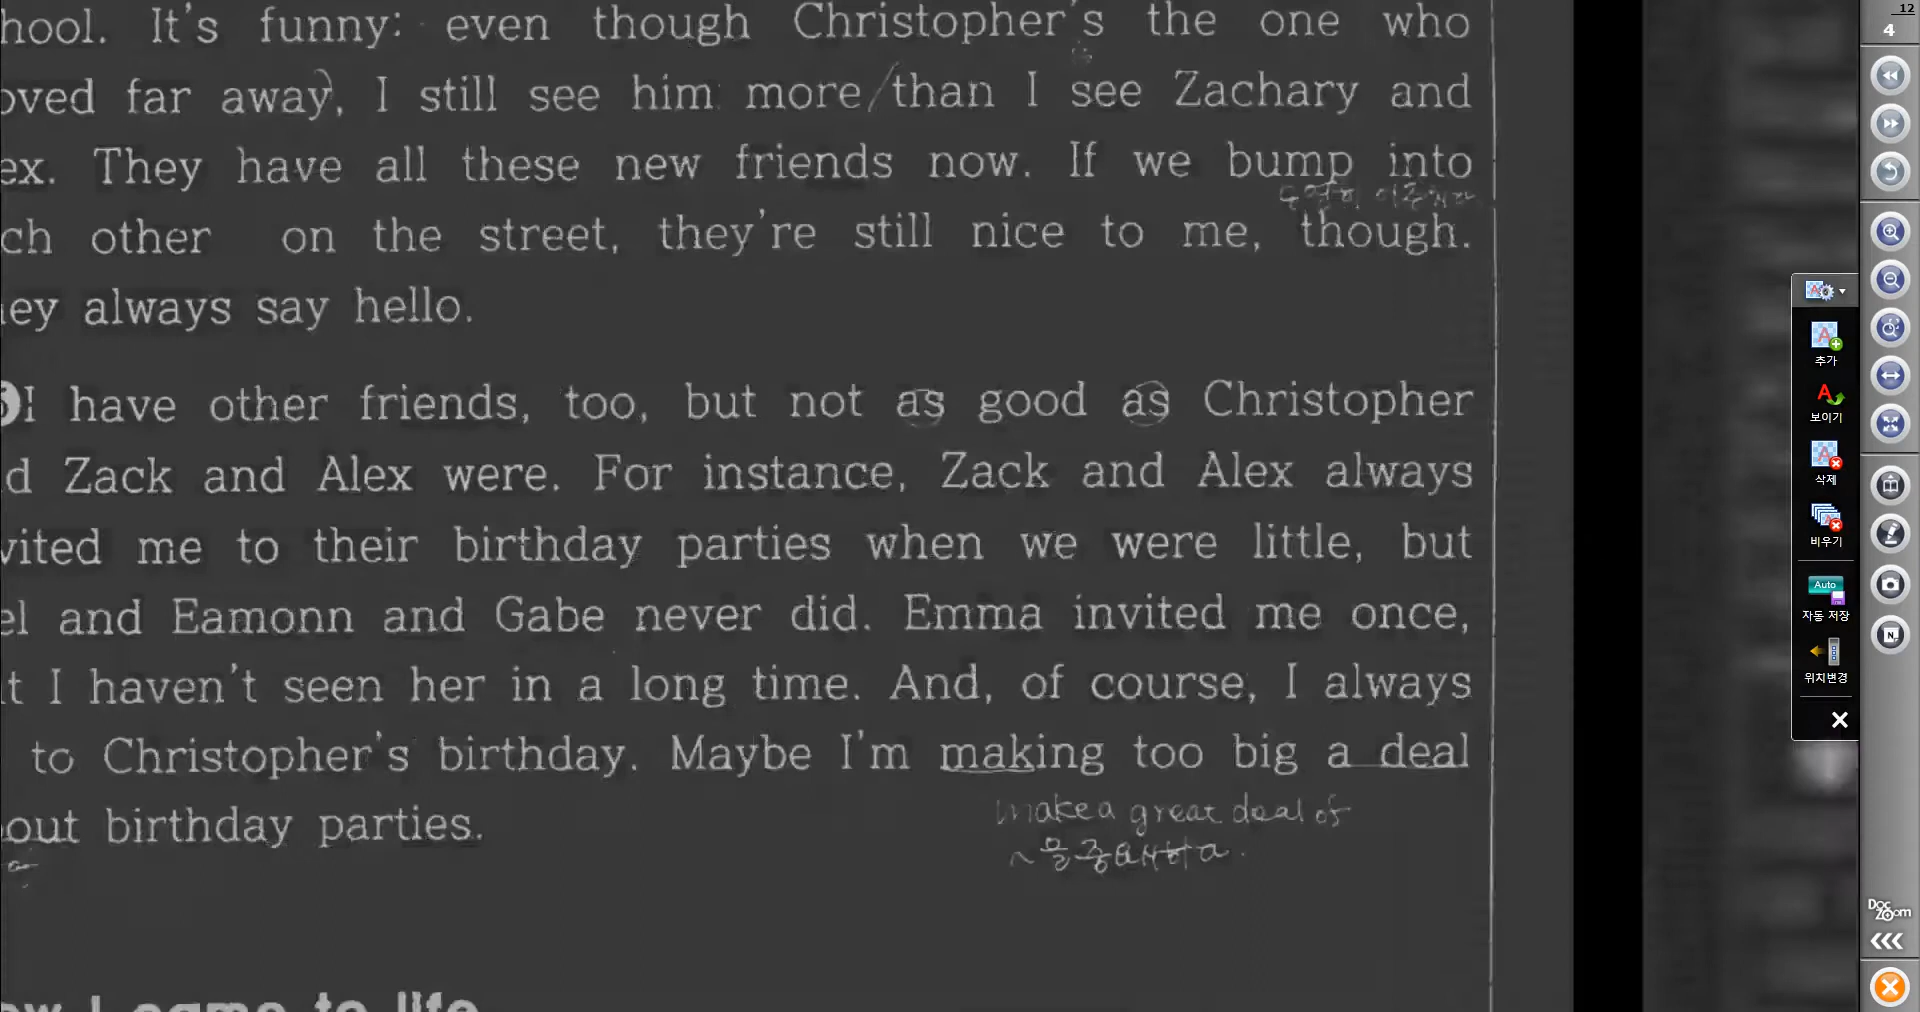 hool. It's funny: even though Christopher's the one who
oved far away), I still see him more/than I see Zachary and
ex. They have all these new friends now. If we bump into
ch other on the street, they're still nice to me, though.
ey always say hello.
I have other friends, too, but not as good as Christopher
d Zack and Alex were. For instance, Zack and Alex always
vited me to their birthday parties when we were little, but
el and Eamonn and Gabe never did. Emma invited me once,
t I haven't seen her in a long time. And, of course, I always
to Christopher's birthday. Maybe I'm making too big a deal
make a great deal of
out birthday parties.
ow I came to life
12
4
추가
보이기
삭제
비우기
Auto
자동 저장
위치변경
N
Doc
Zoom